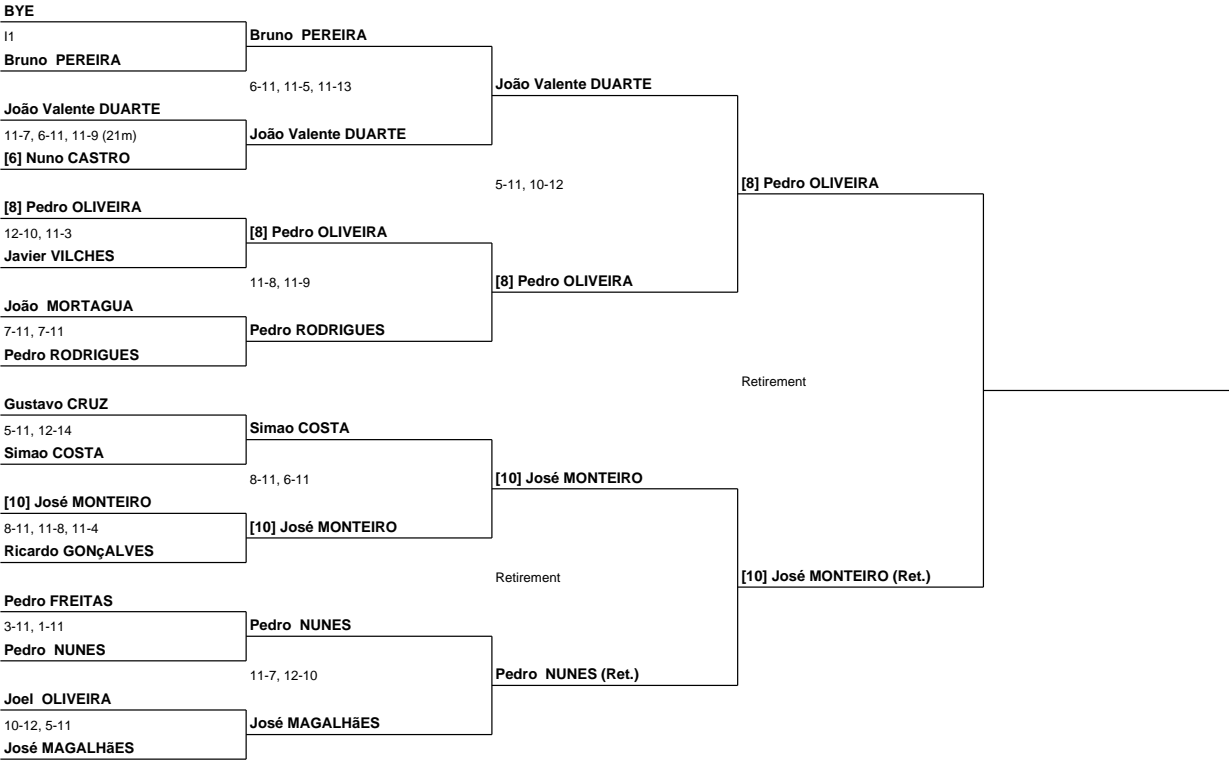 BYE
I1
Bruno PEREIRA
Bruno PEREIRA
6-11, 11-5, 11-13
João Valente DUARTE
João Valente DUARTE
11-7, 6-11, 11-9 (21m)
João Valente DUARTE
[6] Nuno CASTRO
5-11, 10-12
[8] Pedro OLIVEIRA
[8] Pedro OLIVEIRA
12-10, 11-3
[8] Pedro OLIVEIRA
Javier VILCHES
11-8, 11-9
[8] Pedro OLIVEIRA
João MORTAGUA
7-11, 7-11
Pedro RODRIGUES
Pedro RODRIGUES
Retirement
Gustavo CRUZ
5-11, 12-14
Simao COSTA
Simao COSTA
8-11, 6-11
[10] José MONTEIRO
[10] José MONTEIRO
8-11, 11-8, 11-4
[10] José MONTEIRO
Ricardo GONçALVES
Retirement
[10] José MONTEIRO (Ret.)
Pedro FREITAS
3-11, 1-11
Pedro NUNES
Pedro NUNES
11-7, 12-10
Pedro NUNES (Ret.)
Joel OLIVEIRA
10-12, 5-11
José MAGALHãES
José MAGALHãES